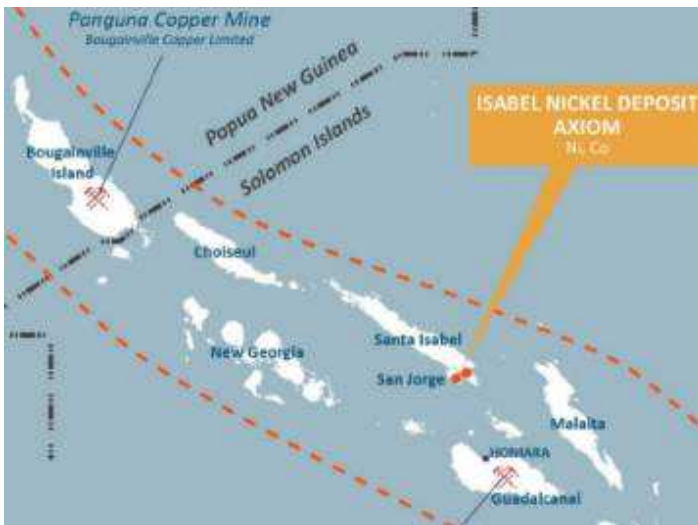 Panguna Copper Mine
Bougainville Copper Limited
Papua New Guinea
Solomon Islands
ISABEL NICKEL DEPOSIT
AXIOM
Ni, Co
Bougainville
Island
Choiseul
Santa Isabel
New Georgia
San Jorge
Malaita
HONIARA
Guadalcanal